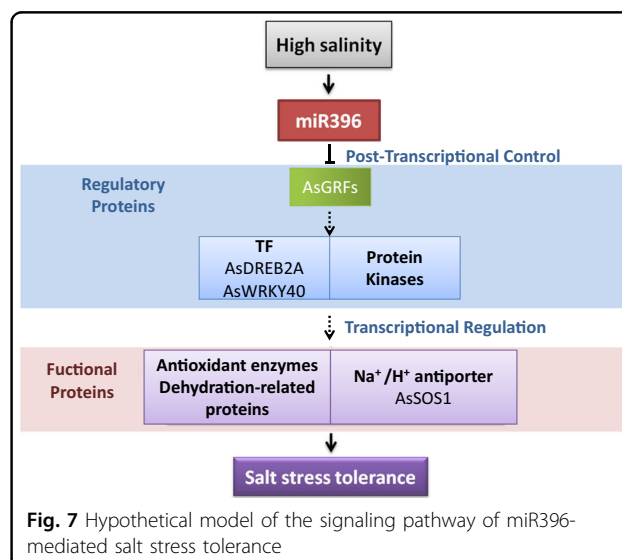 High salinity
miR396
Post-Transcriptional Control
Regulatory
Proteins
AsGRFs
TF
AsDREB2A
AsWRKY40
Protein
Kinases
Transcriptional Regulation
Fuctional
Proteins
Antioxidant enzymes
Dehydration-related
proteins
Na⁺/H⁺ antiporter
AsSOS1
Salt stress tolerance
Fig. 7 Hypothetical model of the signaling pathway of miR396-
mediated salt stress tolerance